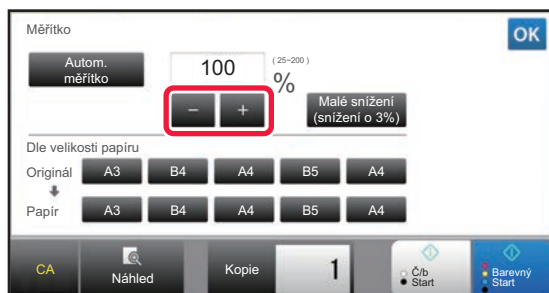 Měřítko
OK
Autom.
měřítko
100
(25~200)
%
- +
Malé snížení
(snížení o 3%)
Dle velikosti papíru
Originál A3 B4 A4 B5 A4
Papír A3 B4 A4 B5 A4
CA
Náhled
Kopie
1
Č/b
Start
Barevný
Start